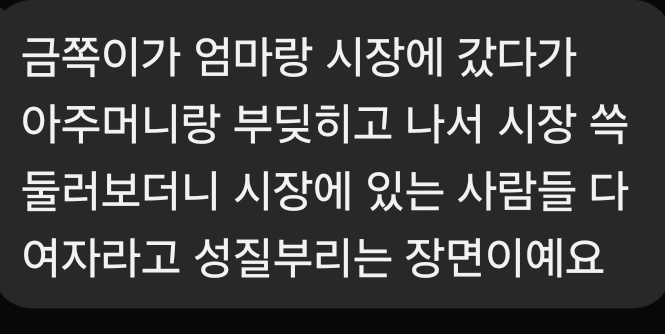 금쪽이가 엄마랑 시장에 갔다가
아주머니랑 부딪히고 나서 시장 쓱
둘러보더니 시장에 있는 사람들 다
여자라고 성질부리는 장면이예요